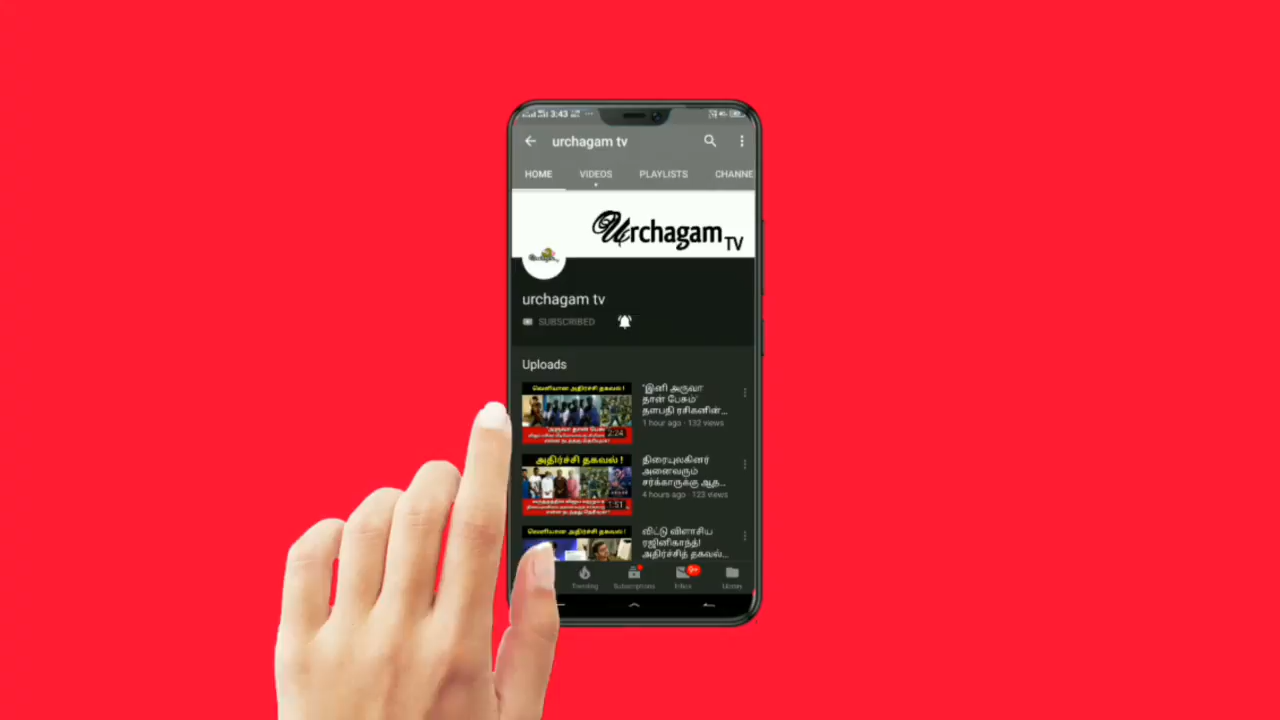 3:43
urchagam tv
HOME VIDEOS PLAYLISTS CHANNE
Urchagam TV
urchagam tv
SUBSCRIBED
Uploads
வெளியான அதிர்ச்சி தகவல் !
2:24
"இனி அருவா
தான் பேசும்'
தளபதி ரசிகனின்...
1 hour ago · 132 views
அதிர்ச்சி தகவல் !
1:51
திரையுலகினர்
அனைவரும்
சர்க்காருக்கு ஆத...
4 hours ago · 123 views
வெளியான அதிர்ச்சி தகவல் !
விட்டு விளாசிய
ரஜினிகாந்த்!
அதிர்ச்சித் தகவல்...
9+
Trending Subscriptions Inbox Library